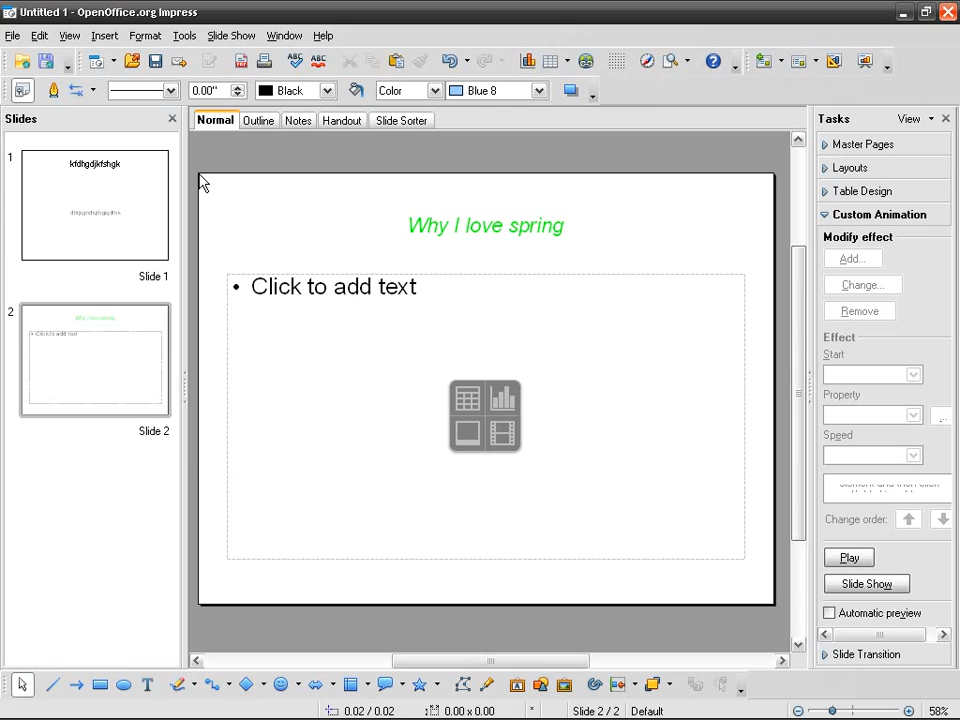 Untitled 1 - OpenOffice.org Impress
File Edit View Insert Format Tools Slide Show Window Help
0.00" Black Color Blue 8
Slides
Normal Outline Notes Handout Slide Sorter
Tasks View
1
kfdhgdjkfshgk
Slide 1
2
Why I love spring
Click to add text
Slide 2
Why I love spring
• Click to add text
Master Pages
Layouts
Table Design
Custom Animation
Modify effect
Add...
Change...
Remove
Effect
Start
Property
...
Speed
Change order:
Play
Slide Show
Automatic preview
Slide Transition
0.02 / 0.02 0.00 x 0.00 * Slide 2 / 2 Default 58%